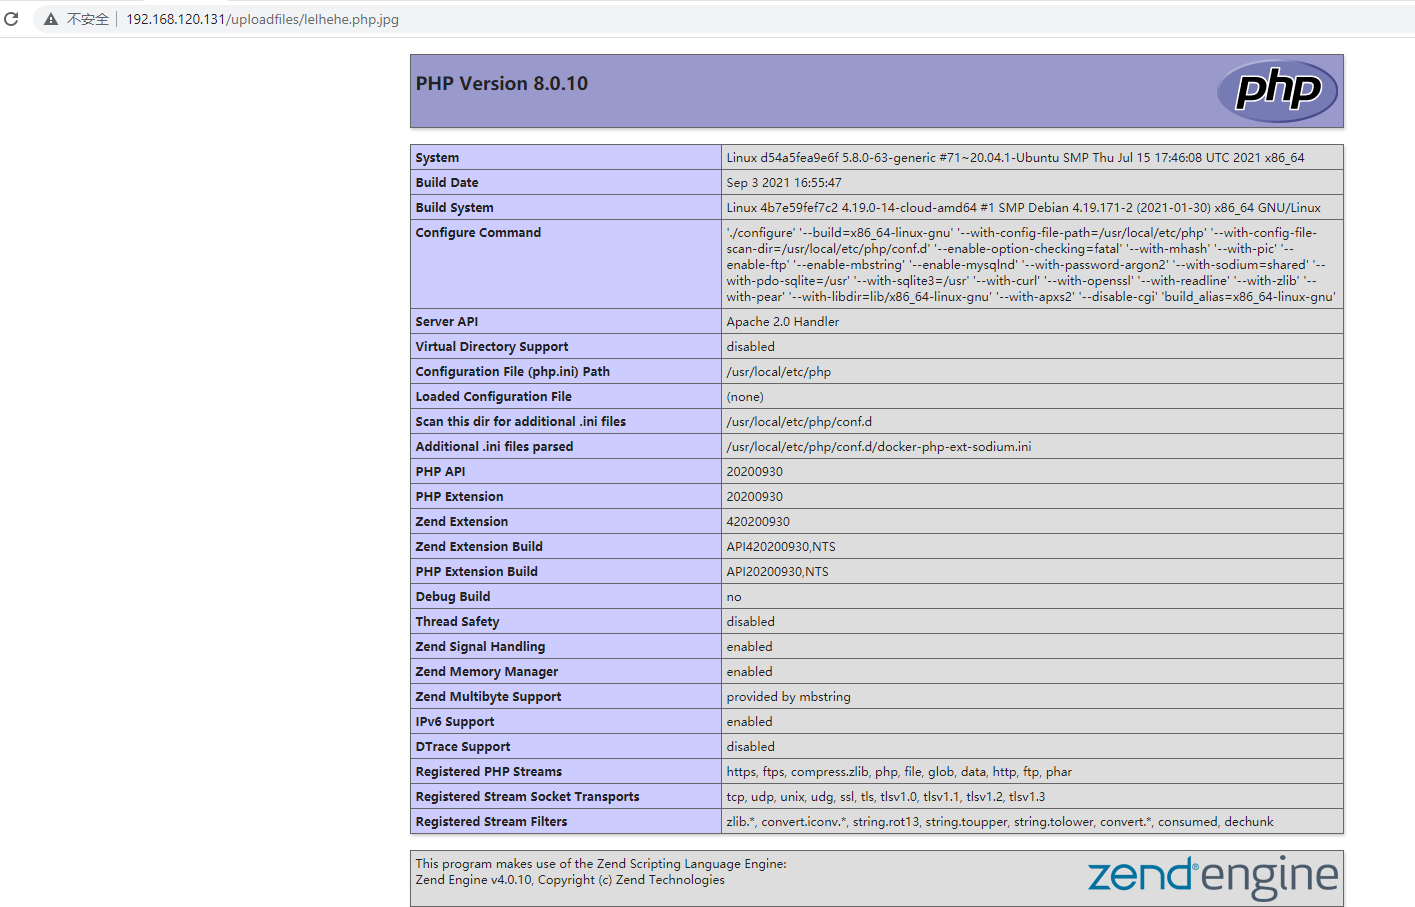 不安全 192.168.120.131/uploadfiles/lelhehe.php.jpg
PHP Version 8.0.10
php
System Linux d54a5fea9e6f 5.8.0-63-generic #71~20.04.1-Ubuntu SMP Thu Jul 15 17:46:08 UTC 2021 x86_64
Build Date Sep 3 2021 16:55:47
Build System Linux 4b7e59fef7c2 4.19.0-14-cloud-amd64 #1 SMP Debian 4.19.171-2 (2021-01-30) x86_64 GNU/Linux
Configure Command './configure' '--build=x86_64-linux-gnu' '--with-config-file-path=/usr/local/etc/php' '--with-config-file-
scan-dir=/usr/local/etc/php/conf.d' '--enable-option-checking=fatal' '--with-mhash' '--with-pic' '--
enable-ftp' '--enable-mbstring' '--enable-mysqlnd' '--with-password-argon2' '--with-sodium=shared' '--
with-pdo-sqlite=/usr' '--with-sqlite3=/usr' '--with-curl' '--with-openssl' '--with-readline' '--with-zlib' '--
with-pear' '--with-libdir=lib/x86_64-linux-gnu' '--with-apxs2' '--disable-cgi' 'build_alias=x86_64-linux-gnu'
Server API Apache 2.0 Handler
Virtual Directory Support disabled
Configuration File (php.ini) Path /usr/local/etc/php
Loaded Configuration File (none)
Scan this dir for additional .ini files /usr/local/etc/php/conf.d
Additional .ini files parsed /usr/local/etc/php/conf.d/docker-php-ext-sodium.ini
PHP API 20200930
PHP Extension 20200930
Zend Extension 420200930
Zend Extension Build API420200930,NTS
PHP Extension Build API20200930,NTS
Debug Build no
Thread Safety disabled
Zend Signal Handling enabled
Zend Memory Manager enabled
Zend Multibyte Support provided by mbstring
IPv6 Support enabled
DTrace Support disabled
Registered PHP Streams https, ftps, compress.zlib, php, file, glob, data, http, ftp, phar
Registered Stream Socket Transports tcp, udp, unix, udg, ssl, tls, tlsv1.0, tlsv1.1, tlsv1.2, tlsv1.3
Registered Stream Filters zlib.*, convert.iconv.*, string.rot13, string.toupper, string.tolower, convert.*, consumed, dechunk
This program makes use of the Zend Scripting Language Engine:
Zend Engine v4.0.10, Copyright (c) Zend Technologies
zend® engine